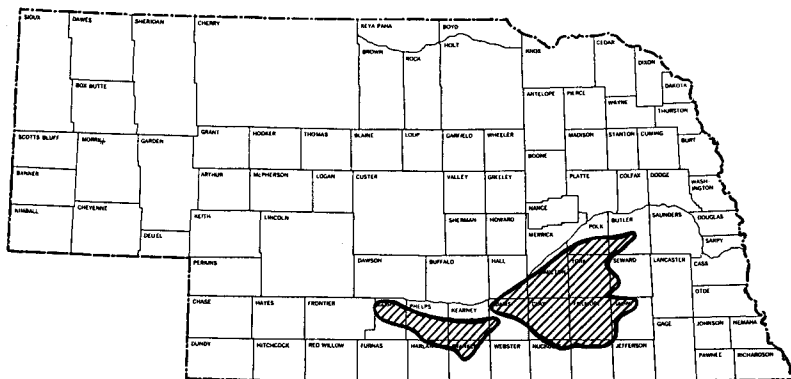 SIOUX
DAWES
SHERIDAN
CHERRY
KEYA PAHA
BOYD
BROWN
ROCK
HOLT
KNOX
CEDAR
DIXON
DAKOTA
BOX BUTTE
ANTELOPE
WAYNE
THURSTON
SCOTTS BLUFF
GARDEN
GRANT
HOOKER
THOMAS
BLAINE
LOUP
GARFIELD
WHEELER
MADISON
STANTON
CUMING
BURT
BOONE
BANNER
ARTHUR
McPHERSON
LOGAN
CUSTER
VALLEY
GREELEY
PLATTE
COLFAX
DODGE
WASH-
INGTON
KIMBALL
CHEYENNE
DEUEL
KEITH
LINCOLN
SHERMAN
HOWARD
NANCE
MERRICK
POLK
BUTLER
SAUNDERS
DOUGLAS
SARPY
PERKINS
DAWSON
BUFFALO
HALL
SEWARD
LANCASTER
CASS
OTOE
CHASE
HAYES
FRONTIER
PHELPS
KEARNEY
GAGE
JOHNSON
NEMAHA
DUNDY
HITCHCOCK
RED WILLOW
FURNAS
WEBSTER
JEFFERSON
PAWNEE
RICHARDSON